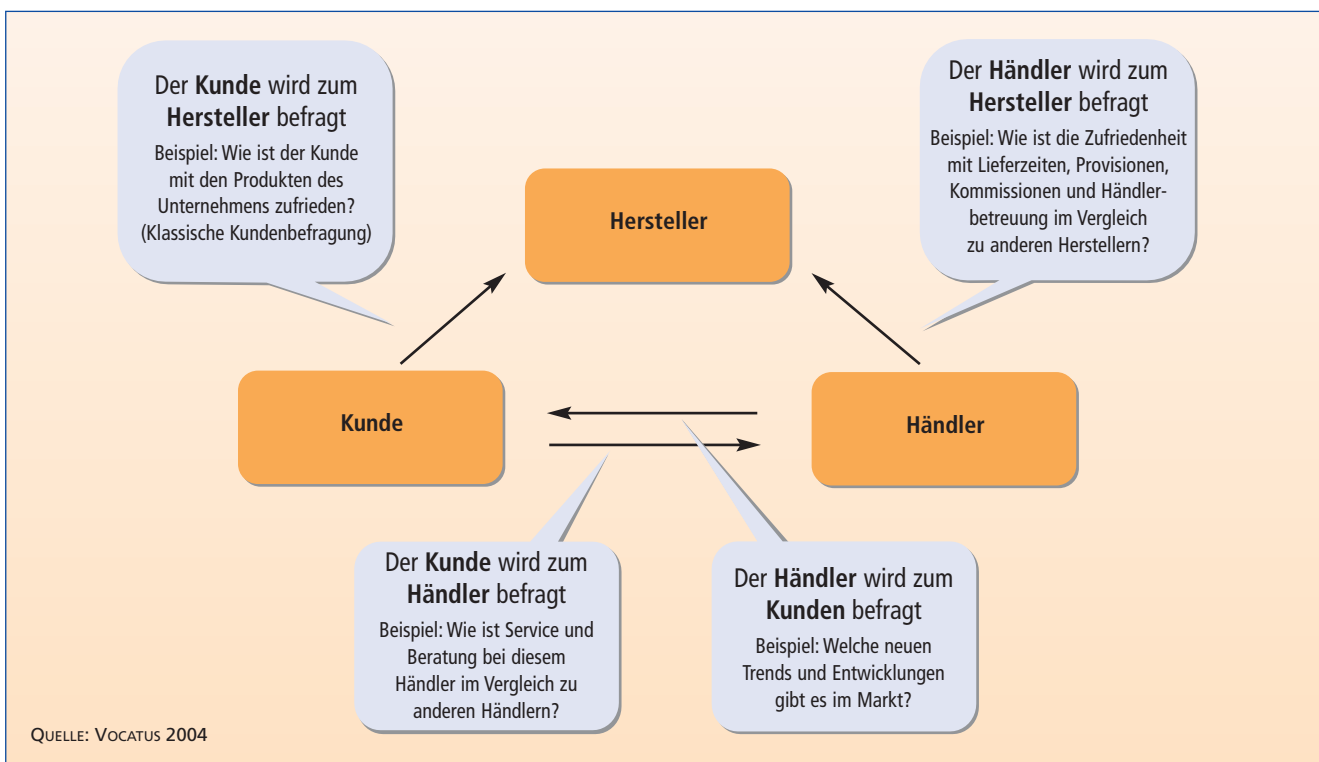 Der Kunde wird zum
Hersteller befragt
Beispiel: Wie ist der Kunde
mit den Produkten des
Unternehmens zufrieden?
(Klassische Kundenbefragung)
Der Händler wird zum
Hersteller befragt
Beispiel: Wie ist die Zufriedenheit
mit Lieferzeiten, Provisionen,
Kommissionen und Händler-
betreuung im Vergleich
zu anderen Herstellern?
Hersteller
Kunde
Händler
Der Kunde wird zum
Händler befragt
Beispiel: Wie ist Service und
Beratung bei diesem
Händler im Vergleich zu
anderen Händlern?
Der Händler wird zum
Kunden befragt
Beispiel: Welche neuen
Trends und Entwicklungen
gibt es im Markt?
QUELLE: VOCATUS 2004